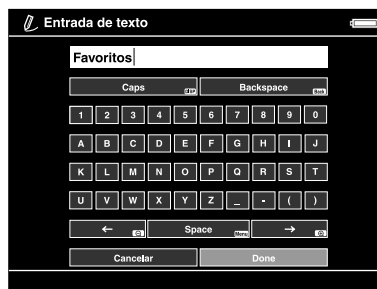 Entrada de texto
Favoritos
Caps Backspace Back
1 2 3 4 5 6 7 8 9 0
A B C D E F G H I J
K L M N O P Q R S T
U V W X Y Z _ - ( )
← Space Menu →
Cancelar Done